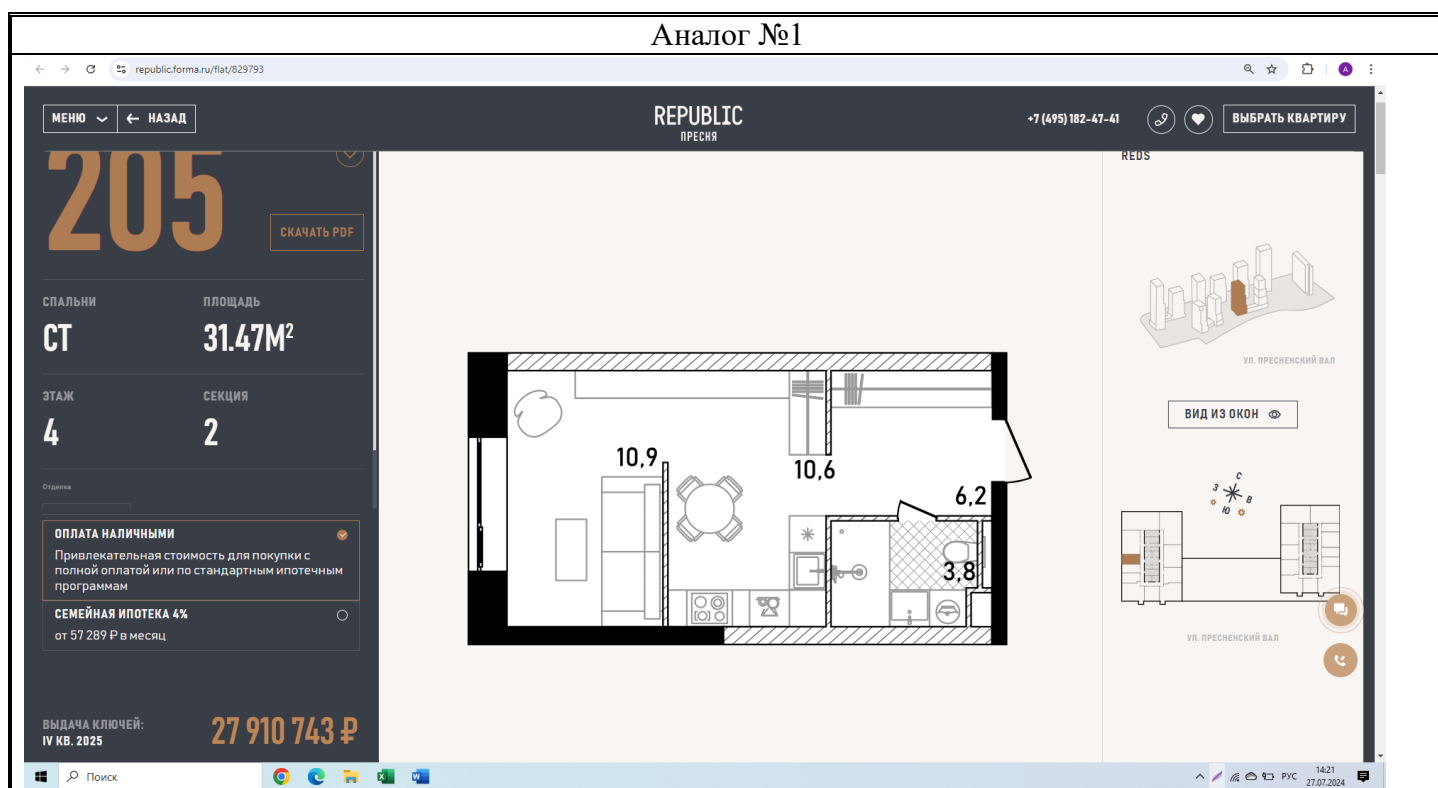 Аналог №1
republic.forma.ru/flat/829793
МЕНЮ
← НАЗАД
REPUBLIC
ПРЕСНЯ
+7 (495) 182-47-41
ВЫБРАТЬ КВАРТИРУ
205
СКАЧАТЬ PDF
СПАЛЬНИ
ПЛОЩАДЬ
СТ
31.47М²
ЭТАЖ
СЕКЦИЯ
4
2
Отделка
ОПЛАТА НАЛИЧНЫМИ
Привлекательная стоимость для покупки с
полной оплатой или по стандартным ипотечным
программам
СЕМЕЙНАЯ ИПОТЕКА 4%
от 57 289 ₽ в месяц
ВЫДАЧА КЛЮЧЕЙ:
IV КВ. 2025
27 910 743 ₽
10,9
10,6
6,2
3,8
REDS
УЛ. ПРЕСНЕНСКИЙ ВАЛ
ВИД ИЗ ОКОН
С
З
В
Ю
УЛ. ПРЕСНЕНСКИЙ ВАЛ
Поиск
РУС
14:21
27.07.2024